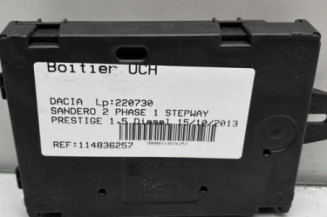 Boitier UCH
DACIA Lp:220730
SANDERO 2 PHASE 1 STEPWAY
PRESTIGE 1.5 Diesel 15/10/2013
REF:114836257